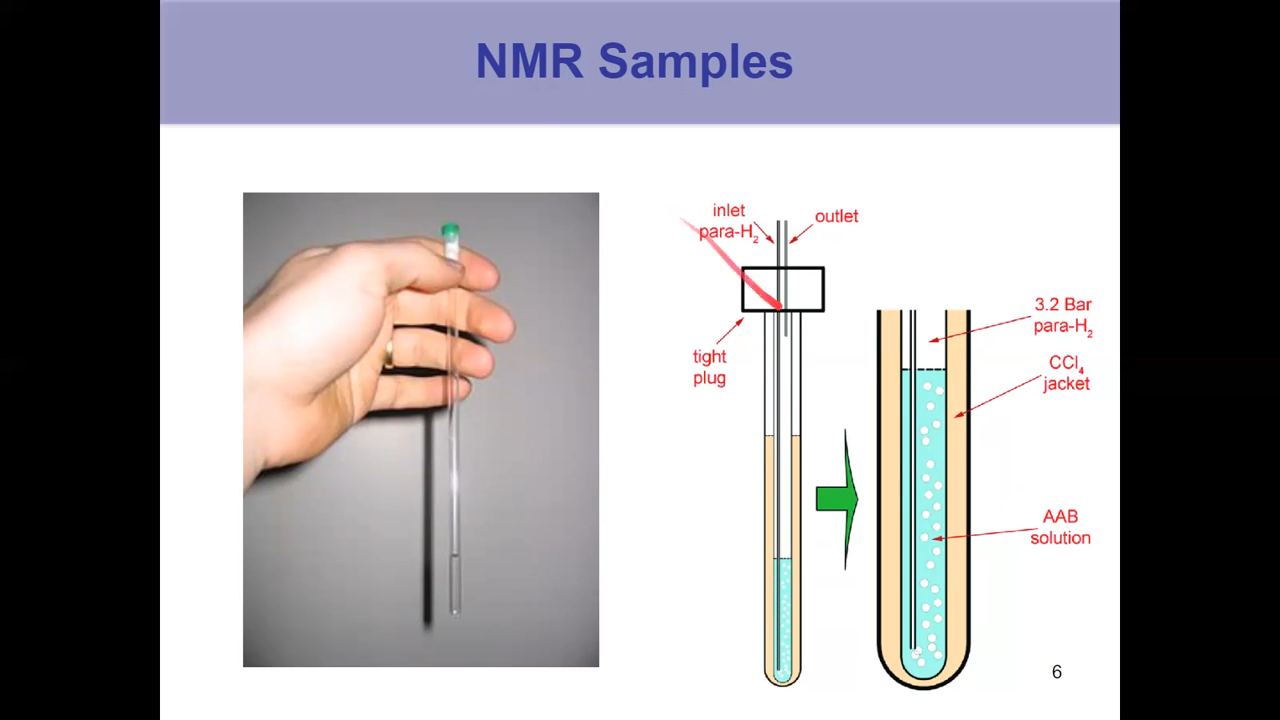 NMR Samples
inlet
para-H₂
outlet
tight
plug
3.2 Bar
para-H₂
CCl₄
jacket
AAB
solution
6